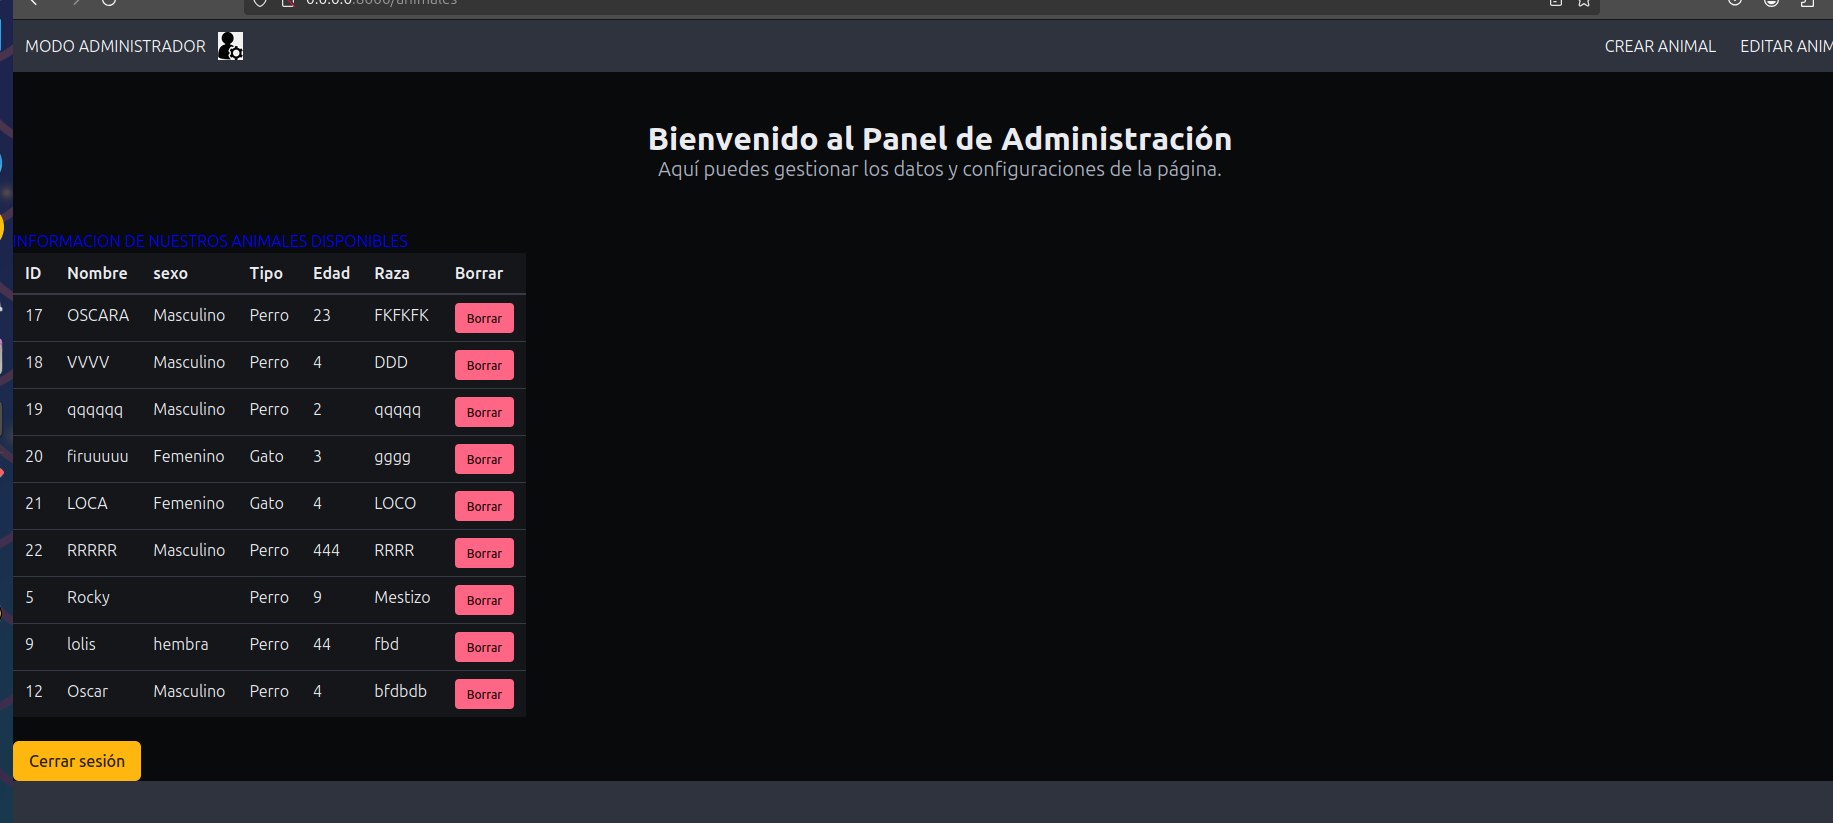 MODO ADMINISTRADOR CREAR ANIMAL EDITAR
Bienvenido al Panel de Administración
Aquí puedes gestionar los datos y configuraciones de la página.
INFORMACION DE NUESTROS ANIMALES DISPONIBLES
ID Nombre sexo Tipo Edad Raza Borrar
17 OSCARA Masculino Perro 23 FKFKFK Borrar
18 VVVV Masculino Perro 4 DDD Borrar
19 qqqqqq Masculino Perro 2 qqqqq Borrar
20 firuuuuu Femenino Gato 3 gggg Borrar
21 LOCA Femenino Gato 4 LOCO Borrar
22 RRRRR Masculino Perro 444 RRRR Borrar
5 Rocky Perro 9 Mestizo Borrar
9 lolis hembra Perro 44 fbd Borrar
12 Oscar Masculino Perro 4 bfdbdb Borrar
Cerrar sesión